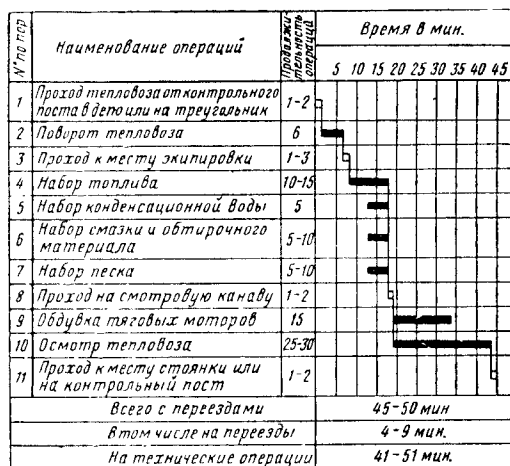 № по пор.
Наименование операций
Продолжительность операций
Время в мин.
5 10 15 20 25 30 35 40 45
1 Проход тепловоза от контрольного поста в депо или на треугольник 1-2
2 Поворот тепловоза 6
3 Проход к месту экипировки 1-3
4 Набор топлива 10-15
5 Набор конденсационной воды 5
6 Набор смазки и обтирочного материала 5-10
7 Набор песка 5-10
8 Проход на смотровую канаву 1-2
9 Обдувка тяговых моторов 15
10 Осмотр тепловоза 25-30
11 Проход к месту стоянки или на контрольный пост 1-2
Всего с переездами 45-50 мин
В том числе на переезды 4-9 мин.
На технические операции 41-51 мин.